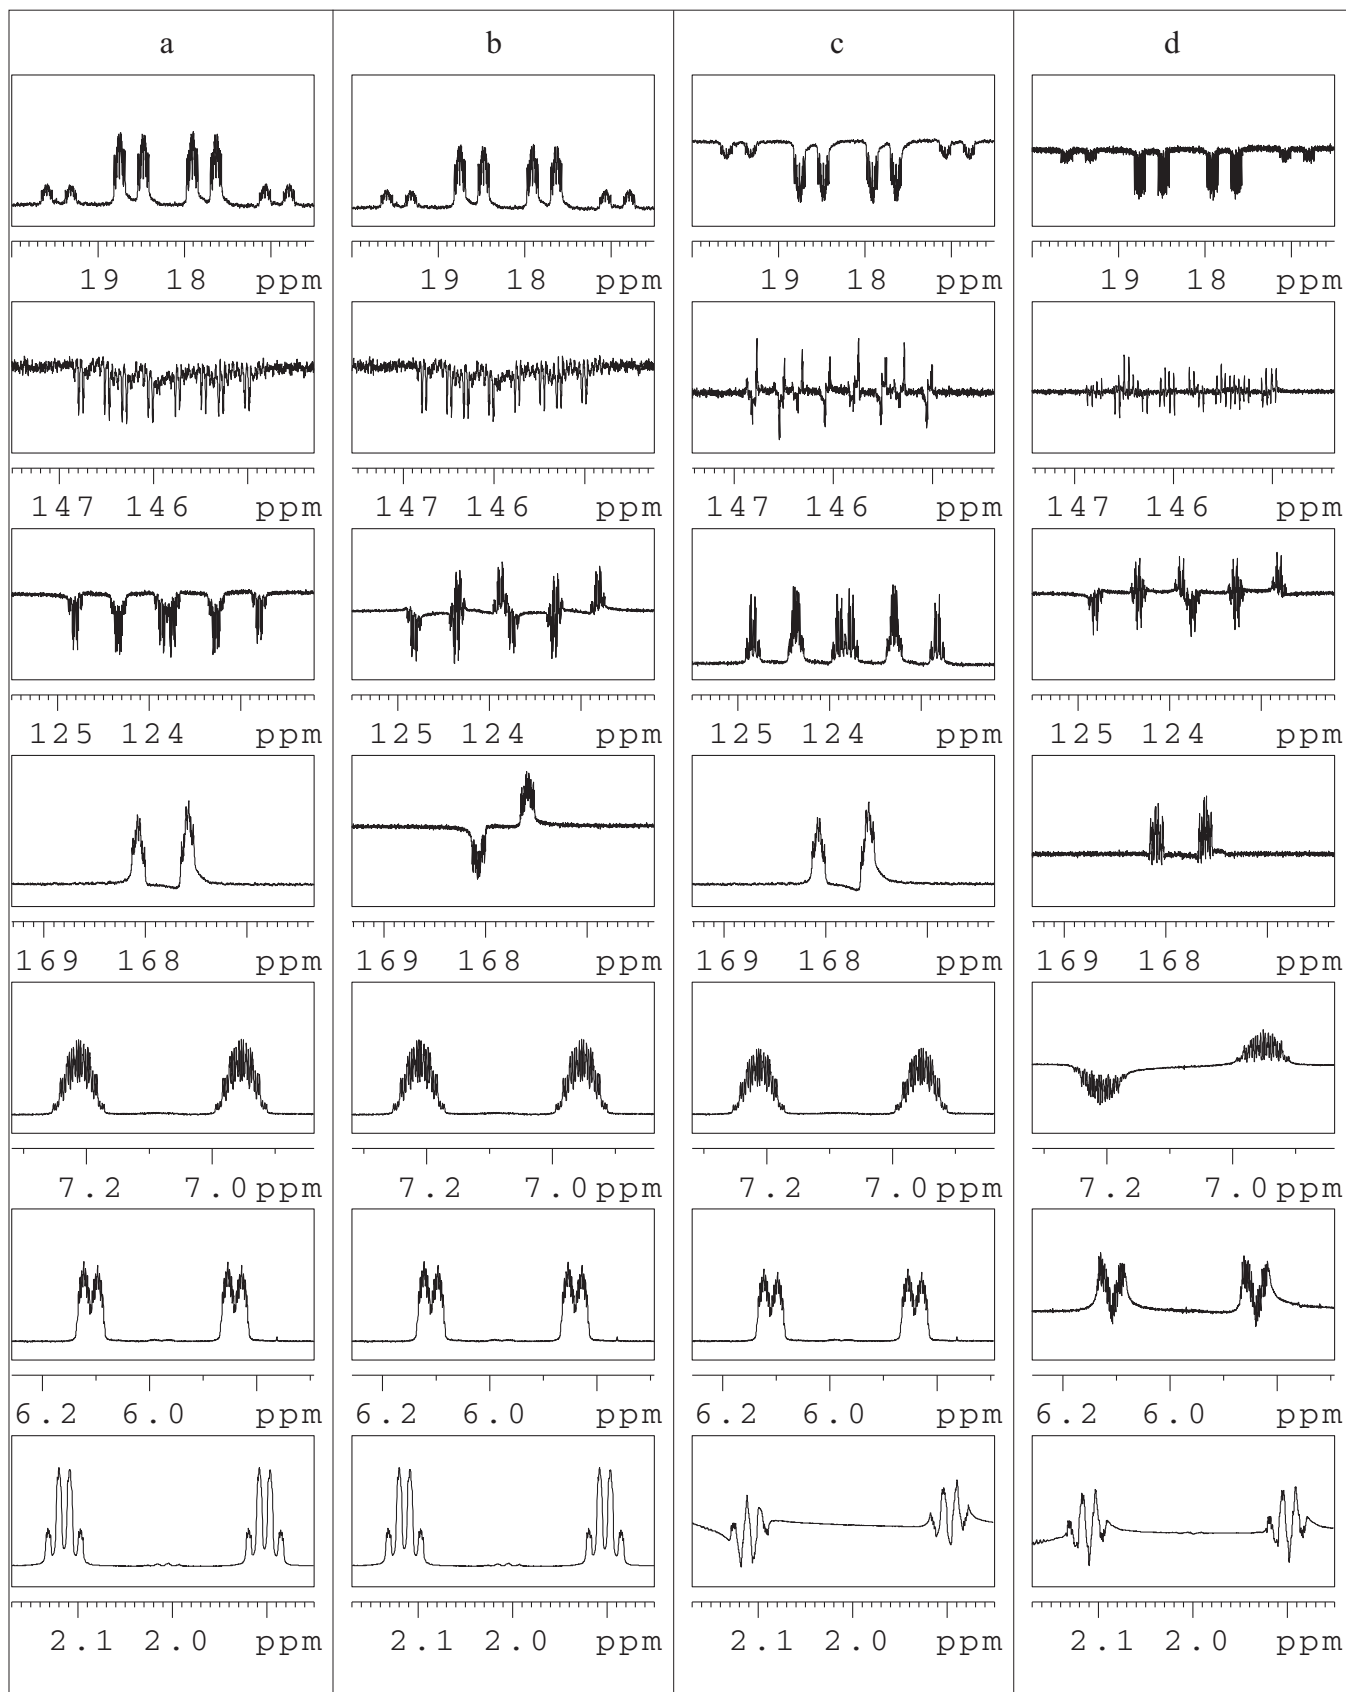 a b c d
19 18 ppm 19 18 ppm 19 18 ppm 19 18 ppm
147 146 ppm 147 146 ppm 147 146 ppm 147 146 ppm
125 124 ppm 125 124 ppm 125 124 ppm 125 124 ppm
169 168 ppm 169 168 ppm 169 168 ppm 169 168 ppm
7.2 7.0 ppm 7.2 7.0 ppm 7.2 7.0 ppm 7.2 7.0 ppm
6.2 6.0 ppm 6.2 6.0 ppm 6.2 6.0 ppm 6.2 6.0 ppm
2.1 2.0 ppm 2.1 2.0 ppm 2.1 2.0 ppm 2.1 2.0 ppm